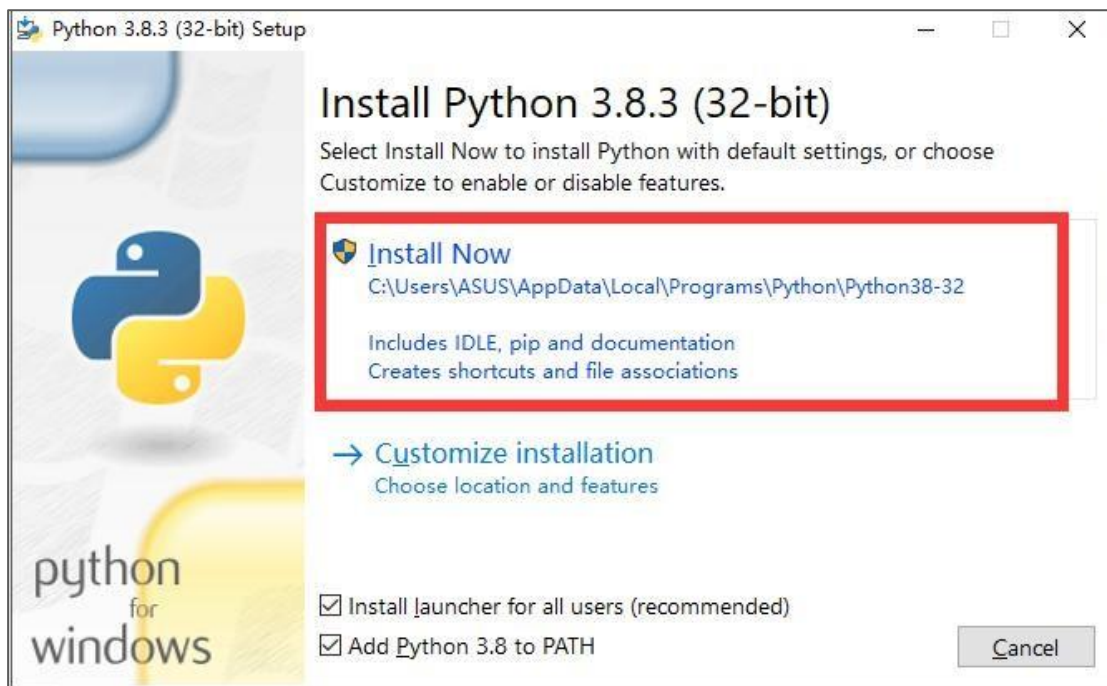 Python 3.8.3 (32-bit) Setup
Install Python 3.8.3 (32-bit)
Select Install Now to install Python with default settings, or choose
Customize to enable or disable features.
Install Now
C:\Users\ASUS\AppData\Local\Programs\Python\Python38-32
Includes IDLE, pip and documentation
Creates shortcuts and file associations
Customize installation
Choose location and features
python
for
windows
Install launcher for all users (recommended)
Add Python 3.8 to PATH
Cancel